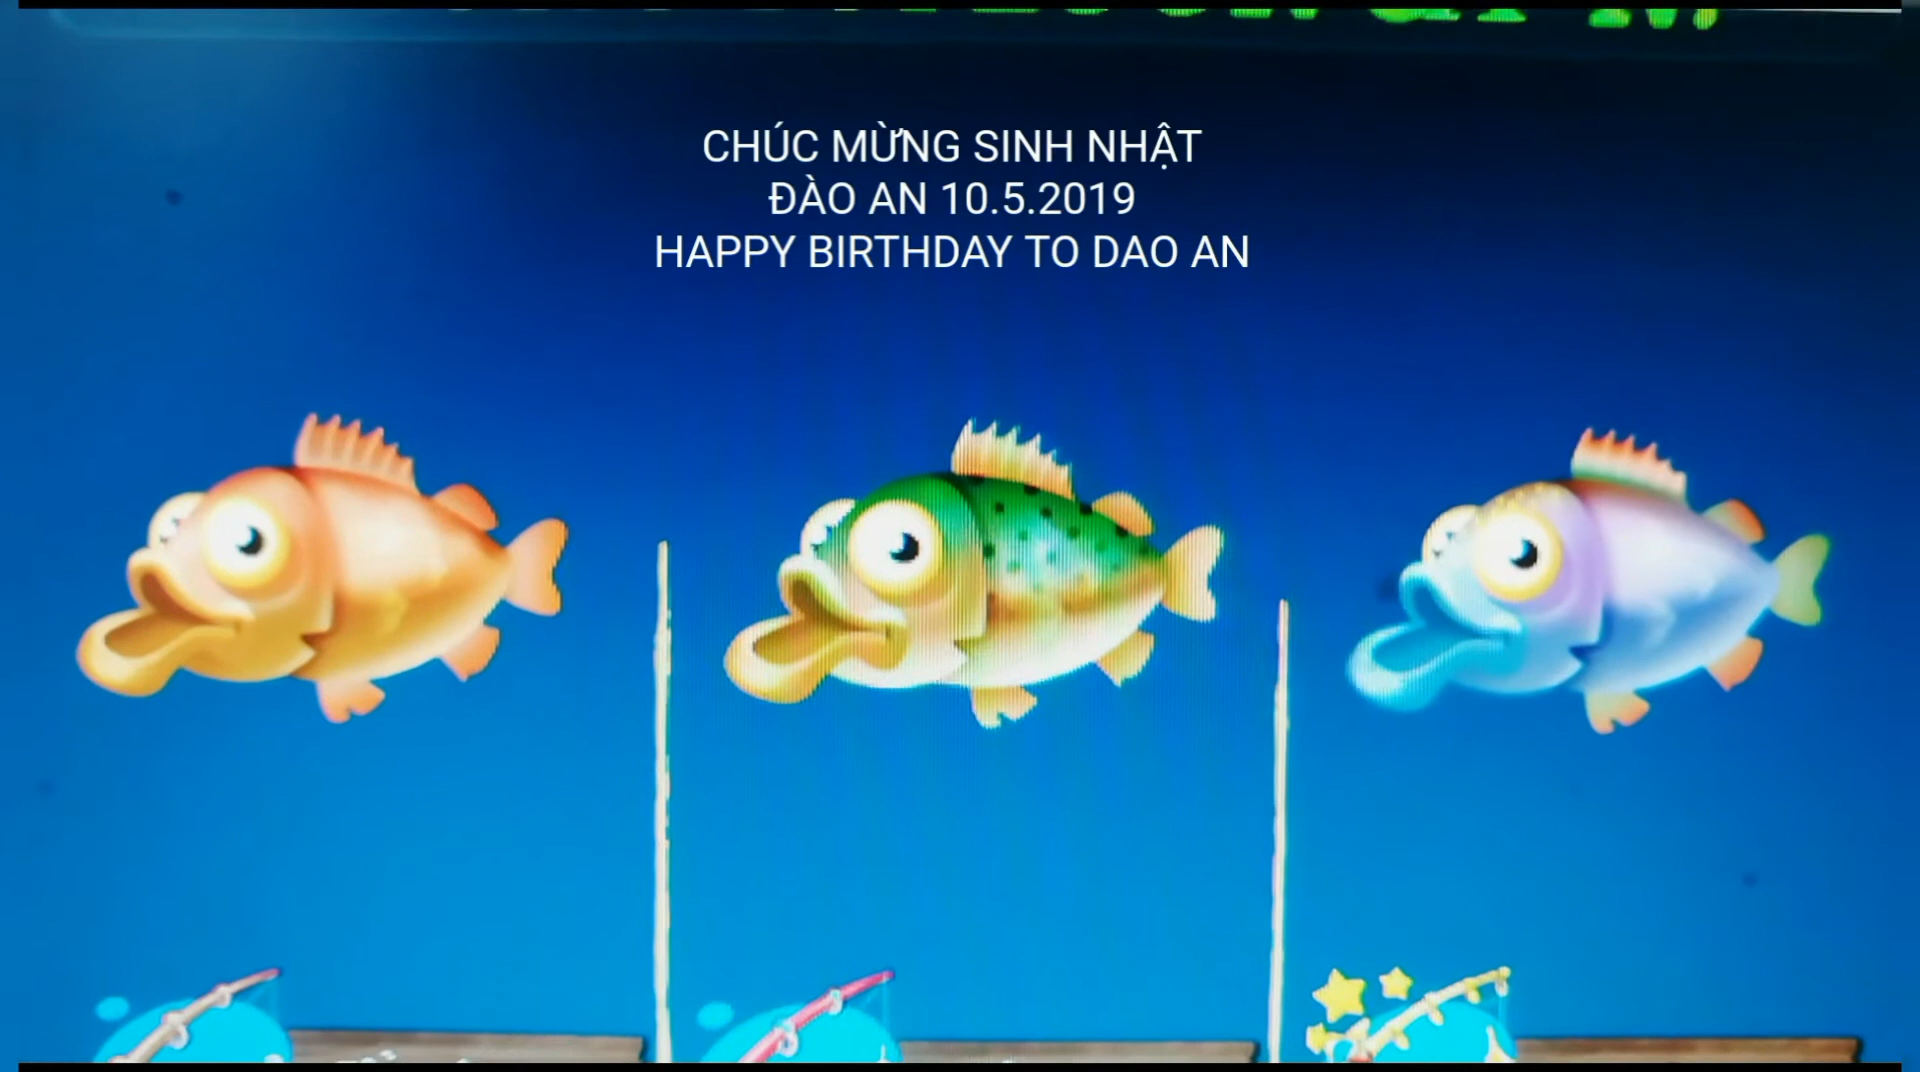 CHÚC MỪNG SINH NHẬT
ĐÀO AN 10.5.2019
HAPPY BIRTHDAY TO DAO AN